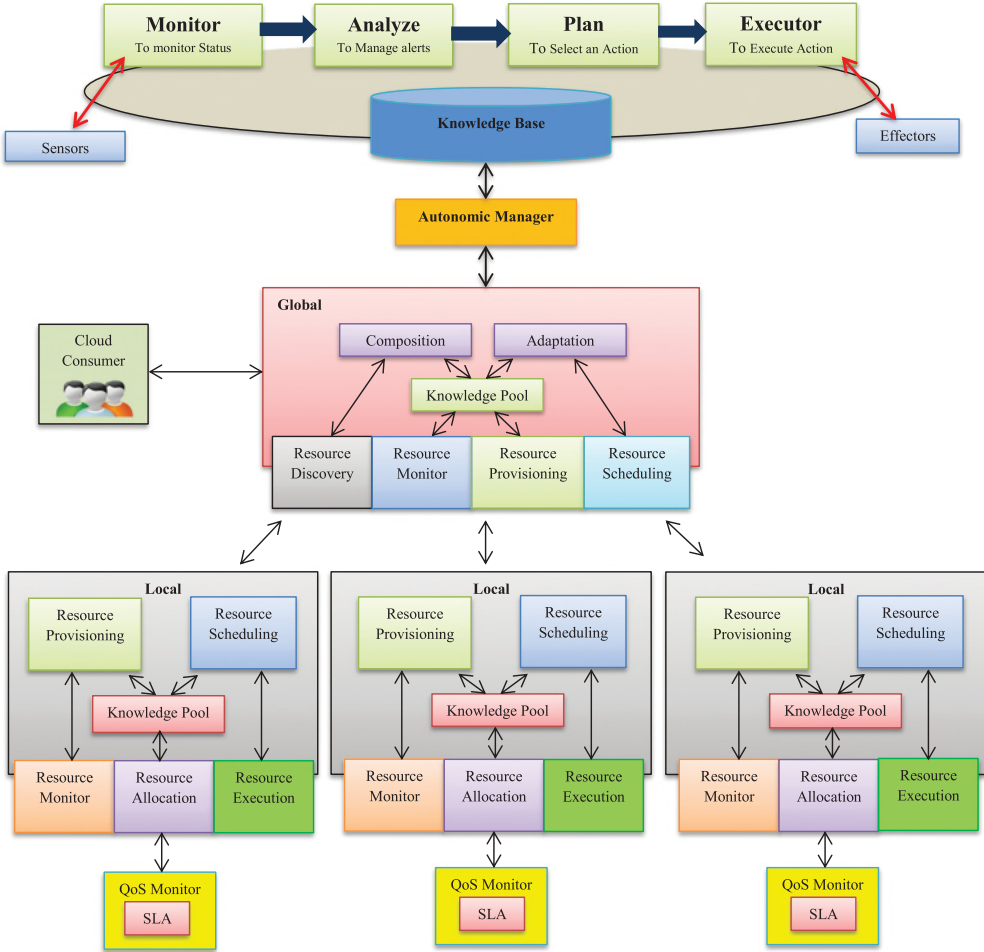 Monitor
To monitor Status
Analyze
To Manage alerts
Plan
To Select an Action
Executor
To Execute Action
Sensors
Knowledge Base
Effectors
Autonomic Manager
Global
Cloud
Consumer
Composition
Adaptation
Knowledge Pool
Resource
Discovery
Resource
Monitor
Resource
Provisioning
Resource
Scheduling
Local
Resource
Provisioning
Resource
Scheduling
Knowledge Pool
Resource
Monitor
Resource
Allocation
Resource
Execution
QoS Monitor
SLA
Local
Resource
Provisioning
Resource
Scheduling
Knowledge Pool
Resource
Monitor
Resource
Allocation
Resource
Execution
QoS Monitor
SLA
Local
Resource
Provisioning
Resource
Scheduling
Knowledge Pool
Resource
Monitor
Resource
Allocation
Resource
Execution
QoS Monitor
SLA